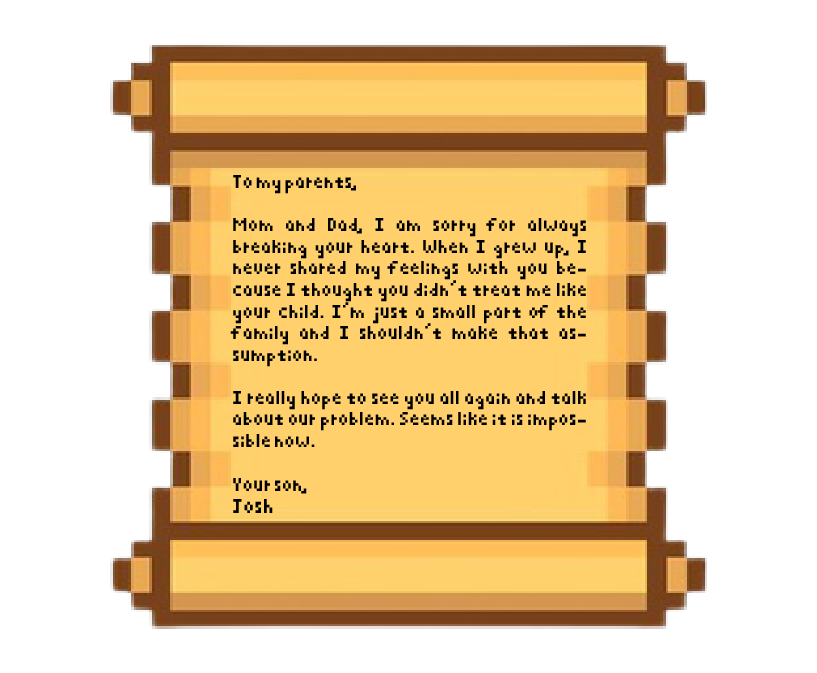 To my parents,
Mom and Dad, I am sorry for always
breaking your heart. When I grew up, I
never shared my feelings with you be-
cause I thought you didn't treat me like
your child. I'm just a small part of the
family and I shouldn't make that as-
sumption.
I really hope to see you all again and talk
about our problem. Seems like it is impos-
sible now.
Your son,
Josh